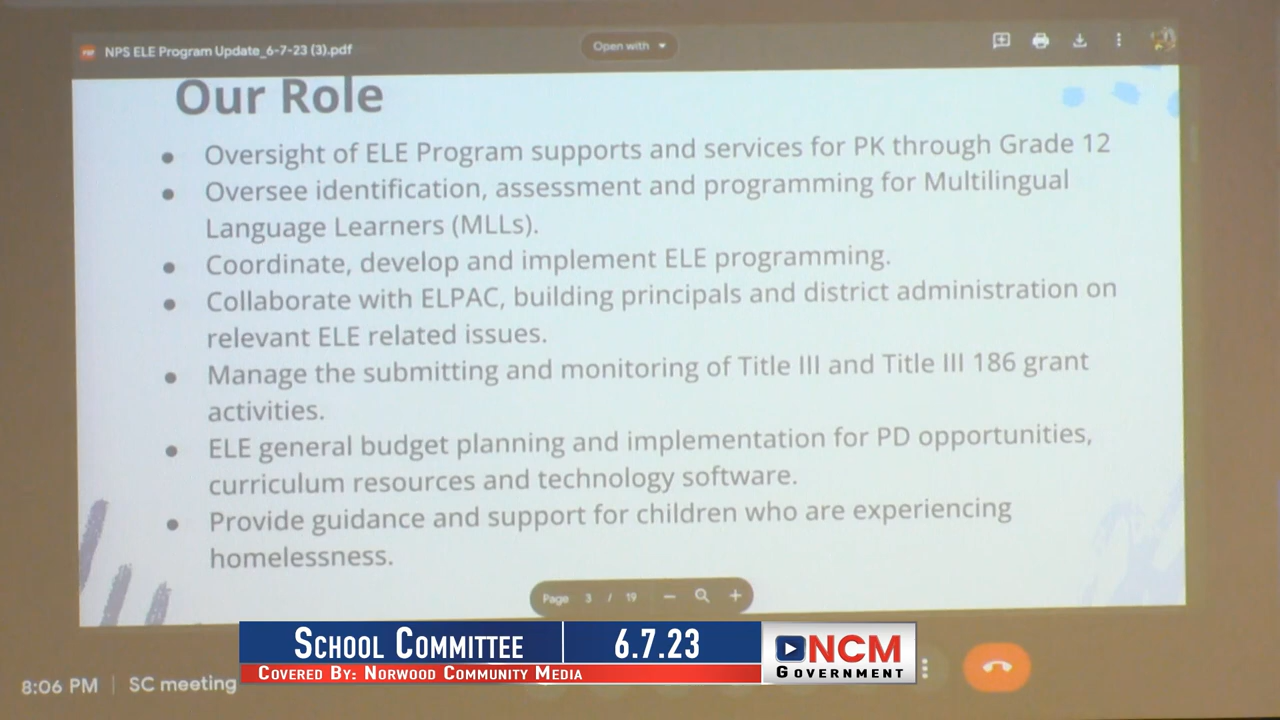 NPS ELE Program Update_6-7-23 (3).pdf
Open with
Our Role
● Oversight of ELE Program supports and services for PK through Grade 12
● Oversee identification, assessment and programming for Multilingual
Language Learners (MLLs).
● Coordinate, develop and implement ELE programming.
● Collaborate with ELPAC, building principals and district administration on
relevant ELE related issues.
● Manage the submitting and monitoring of Title III and Title III 186 grant
activities.
● ELE general budget planning and implementation for PD opportunities,
curriculum resources and technology software.
● Provide guidance and support for children who are experiencing
homelessness.
Page 3 / 19
SCHOOL COMMITTEE 6.7.23
COVERED BY: NORWOOD COMMUNITY MEDIA
NCM
GOVERNMENT
8:06 PM | SC meeting